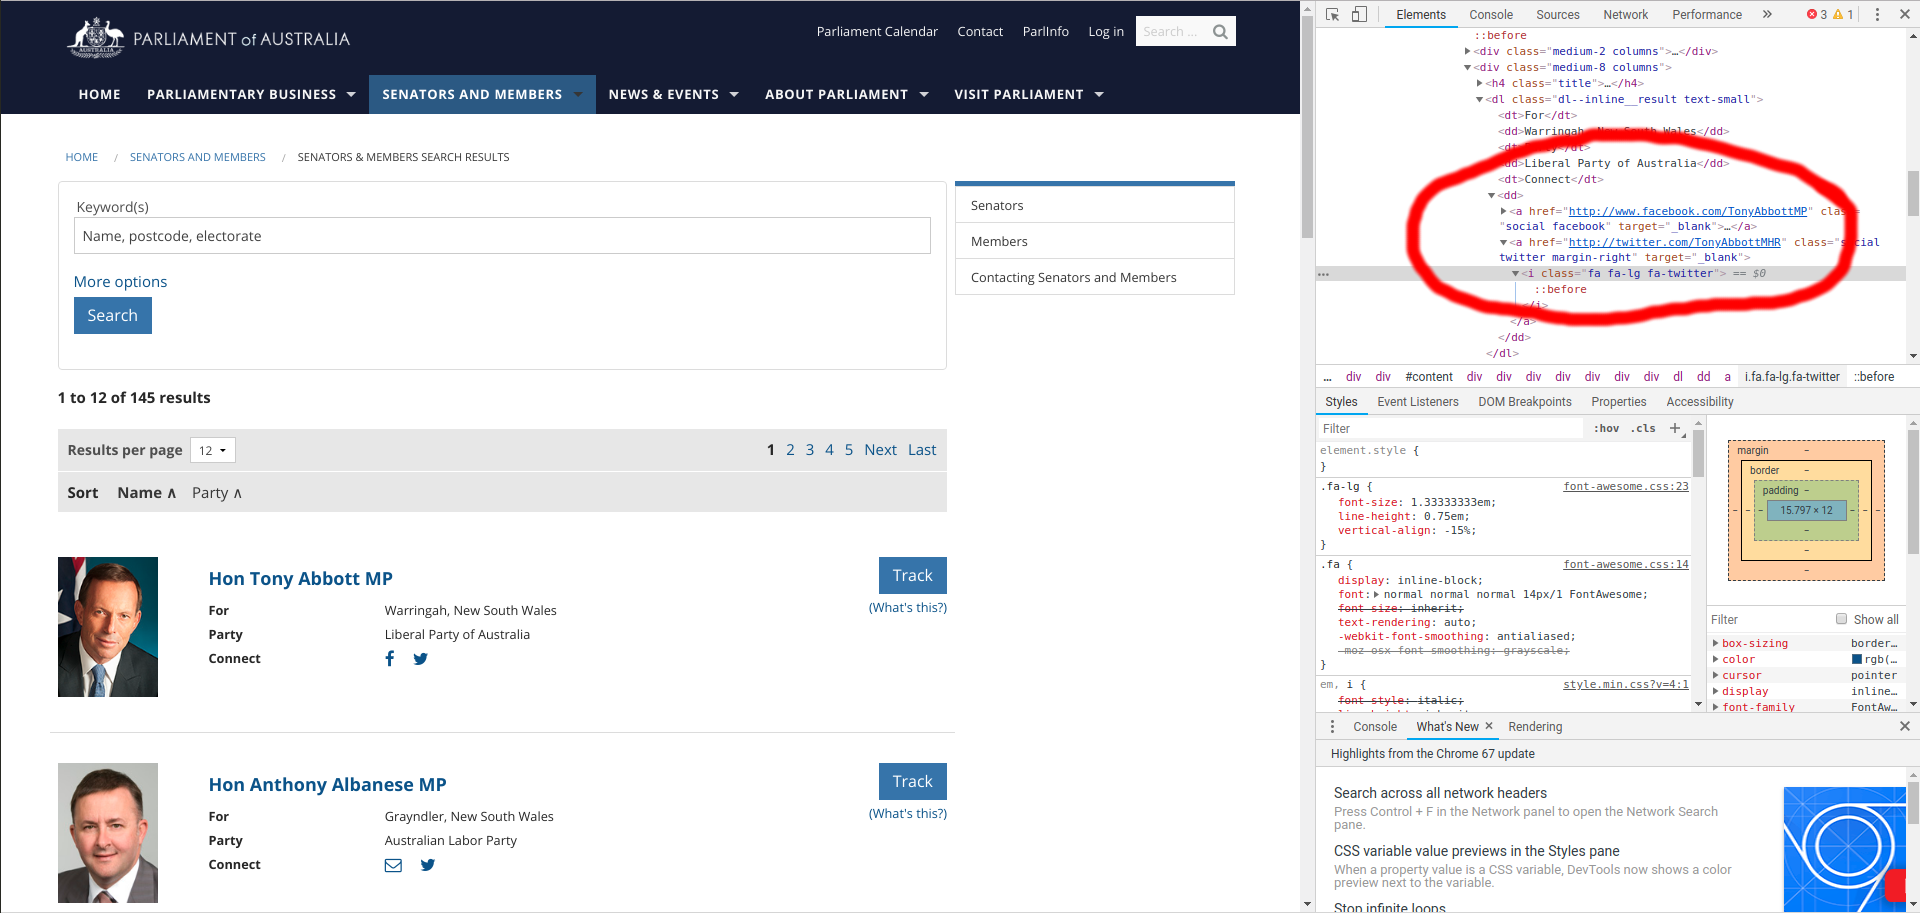 PARLIAMENT of AUSTRALIA
AUSTRALIA
Parliament Calendar Contact ParlInfo Log in Search ...
HOME PARLIAMENTARY BUSINESS SENATORS AND MEMBERS NEWS & EVENTS ABOUT PARLIAMENT VISIT PARLIAMENT
HOME / SENATORS AND MEMBERS / SENATORS & MEMBERS SEARCH RESULTS
Keyword(s)
Name, postcode, electorate
More options
Search
Senators
Members
Contacting Senators and Members
1 to 12 of 145 results
Results per page 12 1 2 3 4 5 Next Last
Sort Name ∧ Party ∧
Hon Tony Abbott MP
Track
(What's this?)
For Warringah, New South Wales
Party Liberal Party of Australia
Connect
Hon Anthony Albanese MP
Track
(What's this?)
For Grayndler, New South Wales
Party Australian Labor Party
Connect
Elements Console Sources Network Performance » 3 1
::before
<div class="medium-2 columns">…</div>
<div class="medium-8 columns">
<h4 class="title">…</h4>
<dl class="dl--inline__result text-small">
<dt>For</dt>
<dd>Warringah, New South Wales</dd>
</dt>
dd>Liberal Party of Australia</dd>
<dt>Connect</dt>
<dd>
<a href="http://www.facebook.com/TonyAbbottMP" class=
"social facebook" target="_blank">…</a>
<a href="http://twitter.com/TonyAbbottMHR" class="social
twitter margin-right" target="_blank">
… <i class="fa fa-lg fa-twitter"> == $0
::before
</i>
</a>
</dd>
</dl>
… div div #content div div div div div div div dl dd a i.fa.fa-lg.fa-twitter ::before
Styles Event Listeners DOM Breakpoints Properties Accessibility
Filter :hov .cls +
element.style {
}
.fa-lg { font-awesome.css:23
font-size: 1.33333333em;
line-height: 0.75em;
vertical-align: -15%;
}
.fa { font-awesome.css:14
display: inline-block;
font: normal normal normal 14px/1 FontAwesome;
font-size: inherit;
text-rendering: auto;
-webkit-font-smoothing: antialiased;
-moz-osx-font-smoothing: grayscale;
}
em, i { style.min.css?v=4:1
font-style: italic;
margin -
border -
padding -
15.797 × 12
Filter Show all
box-sizing border…
color rgb(…
cursor pointer
display inline…
font-family FontAw…
Console What's New × Rendering
Highlights from the Chrome 67 update
Search across all network headers
Press Control + F in the Network panel to open the Network Search
pane.
CSS variable value previews in the Styles pane
When a property value is a CSS variable, DevTools now shows a color
preview next to the variable.
Stop infinite loops